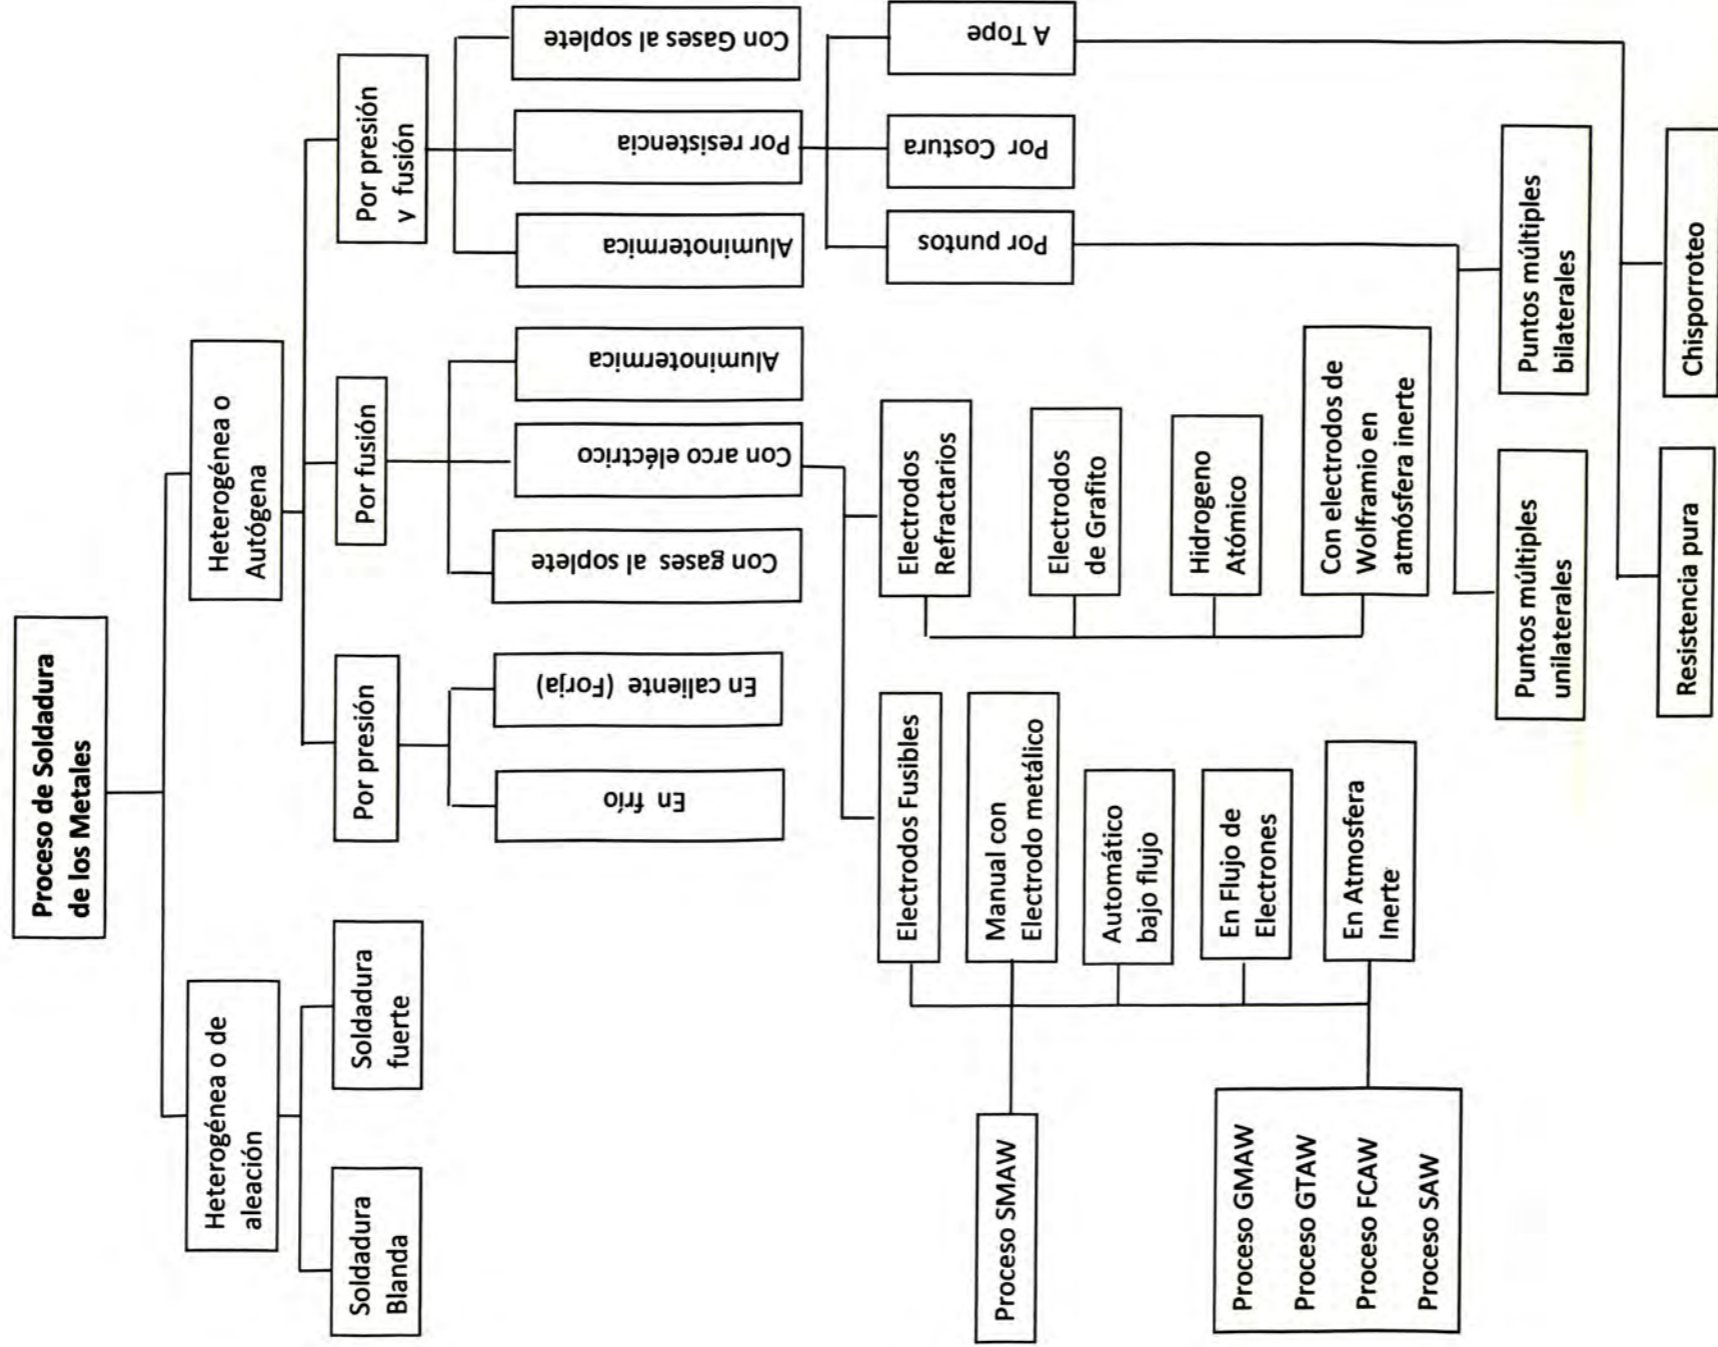 Proceso de Soldadura
de los Metales
Heterogénea o de
aleación
Heterogénea o
Autógena
Soldadura
Blanda
Soldadura
fuerte
Por presión
Por fusión
Por presión
y fusión
En frío
En caliente (Forja)
Con gases al soplete
Con arco eléctrico
Aluminotermica
Aluminotermica
Por resistencia
Con Gases al soplete
Por puntos
Por Costura
A Tope
Electrodos Fusibles
Manual con
Electrodo metálico
Automático
bajo flujo
En Flujo de
Electrones
En Atmosfera
Inerte
Electrodos
Refractarios
Electrodos
de Grafito
Hidrogeno
Atómico
Con electrodos de
Wolframio en
atmósfera inerte
Proceso SMAW
Proceso GMAW
Proceso GTAW
Proceso FCAW
Proceso SAW
Puntos múltiples
unilaterales
Puntos múltiples
bilaterales
Resistencia pura
Chisporroteo